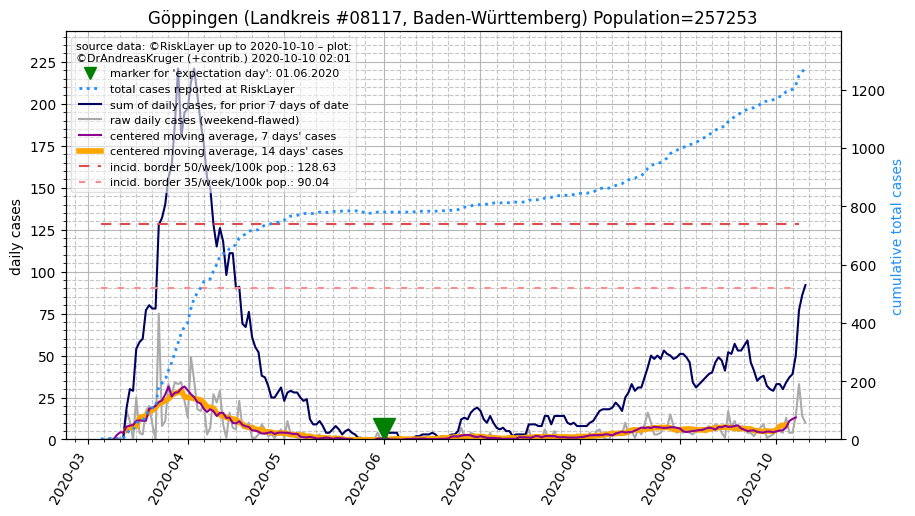 Göppingen (Landkreis #08117, Baden-Württemberg) Population=257253
source data: ©RiskLayer up to 2020-10-10 – plot:
©DrAndreasKruger (+contrib.) 2020-10-10 02:01
marker for 'expectation day': 01.06.2020
total cases reported at RiskLayer
sum of daily cases, for prior 7 days of date
raw daily cases (weekend-flawed)
centered moving average, 7 days' cases
centered moving average, 14 days' cases
incid. border 50/week/100k pop.: 128.63
incid. border 35/week/100k pop.: 90.04
daily cases
225
200
175
150
125
100
75
50
25
0
1200
1000
800
600
400
200
0
cumulative total cases
2020-03
2020-04
2020-05
2020-06
2020-07
2020-08
2020-09
2020-10